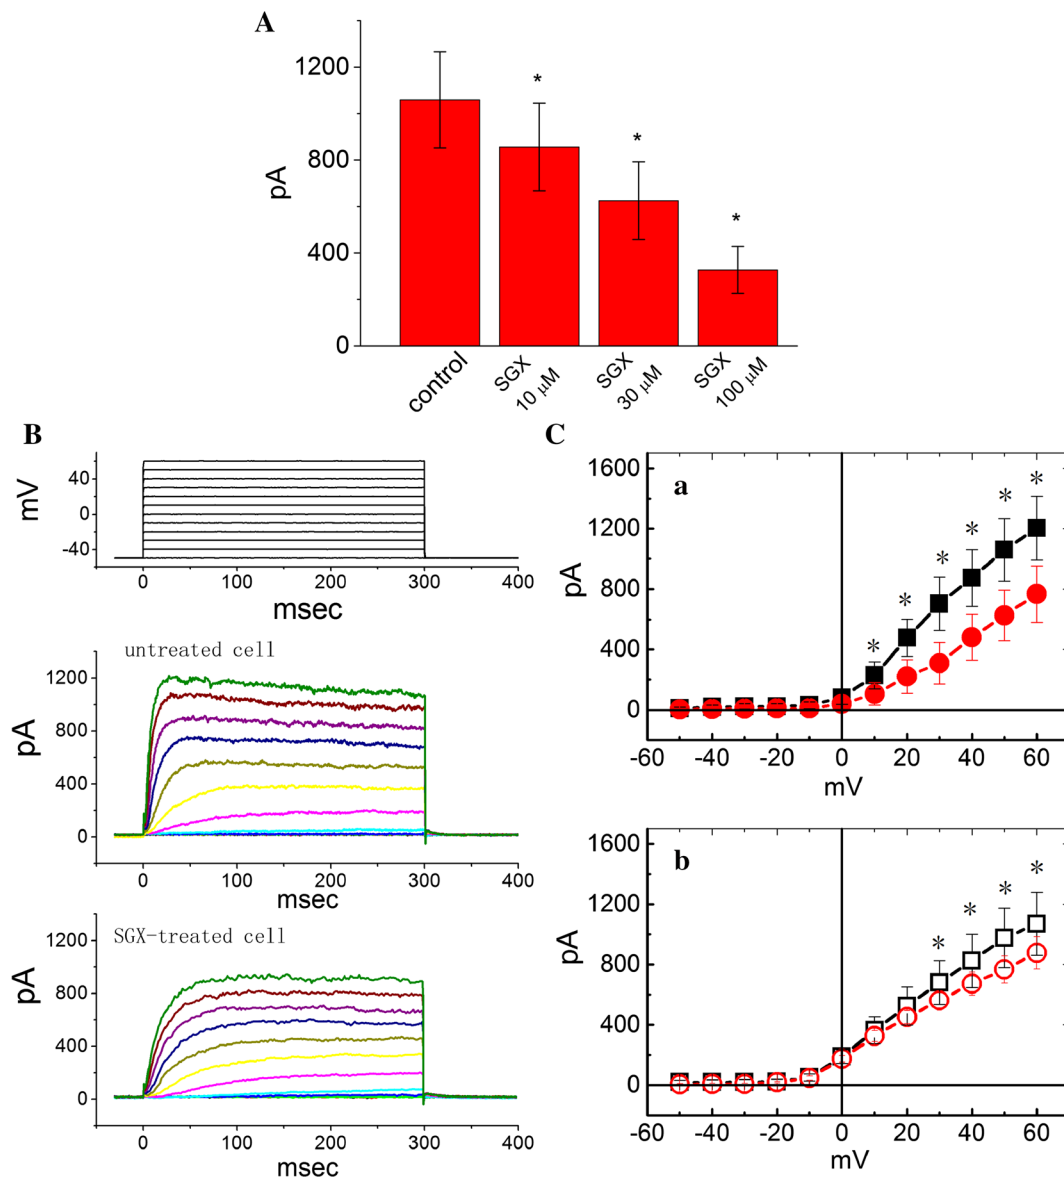 A
1200
800
400
0
pA
*
*
*
control
SGX
10 μM
SGX
30 μM
SGX
100 μM
B
40
0
-40
mV
0 100 200 300 400
msec
untreated cell
1200
800
400
0
pA
0 100 200 300 400
msec
SGX-treated cell
1200
800
400
0
pA
0 100 200 300 400
msec
C
a
1600
1200
800
400
0
pA
* * * * * *
-60 -40 -20 0 20 40 60
mV
b
1600
1200
800
400
0
pA
* * * *
-60 -40 -20 0 20 40 60
mV